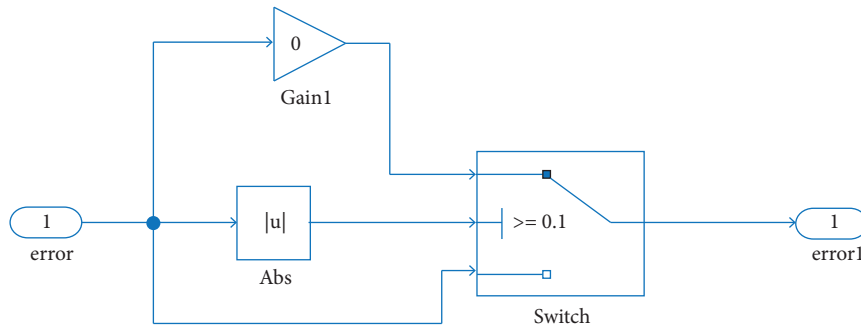 0
Gain1
1
error
|u|
Abs
>= 0.1
Switch
1
error1